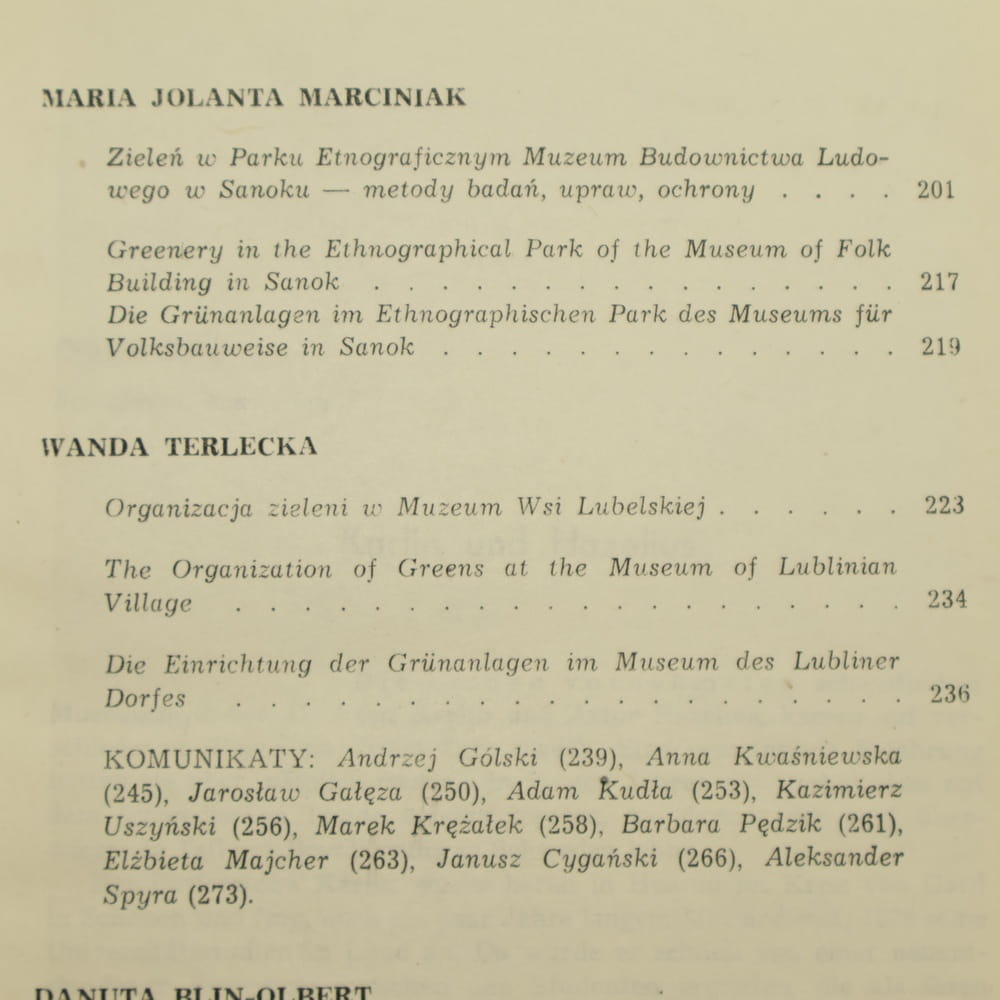 MARIA JOLANTA MARCINIAK
Zieleń w Parku Etnograficznym Muzeum Budownictwa Ludo-
wego w Sanoku — metody badań, upraw, ochrony . . . . 201
Greenery in the Ethnographical Park of the Museum of Folk
Building in Sanok . . . . . . . . . . . . . . . . 217
Die Grünanlagen im Ethnographischen Park des Museums für
Volksbauweise in Sanok . . . . . . . . . . . . . . 219
WANDA TERLECKA
Organizacja zieleni w Muzeum Wsi Lubelskiej . . . . . . 223
The Organization of Greens at the Museum of Lublinian
Village . . . . . . . . . . . . . . . . . . . . 234
Die Einrichtung der Grünanlagen im Museum des Lubliner
Dorfes . . . . . . . . . . . . . . . . . . . . 236
KOMUNIKATY: Andrzej Gólski (239), Anna Kwaśniewska
(245), Jarosław Gałęza (250), Adam Kudła (253), Kazimierz
Uszyński (256), Marek Krężałek (258), Barbara Pędzik (261),
Elżbieta Majcher (263), Janusz Cygański (266), Aleksander
Spyra (273).
DANUTA BLIN-OLBERT